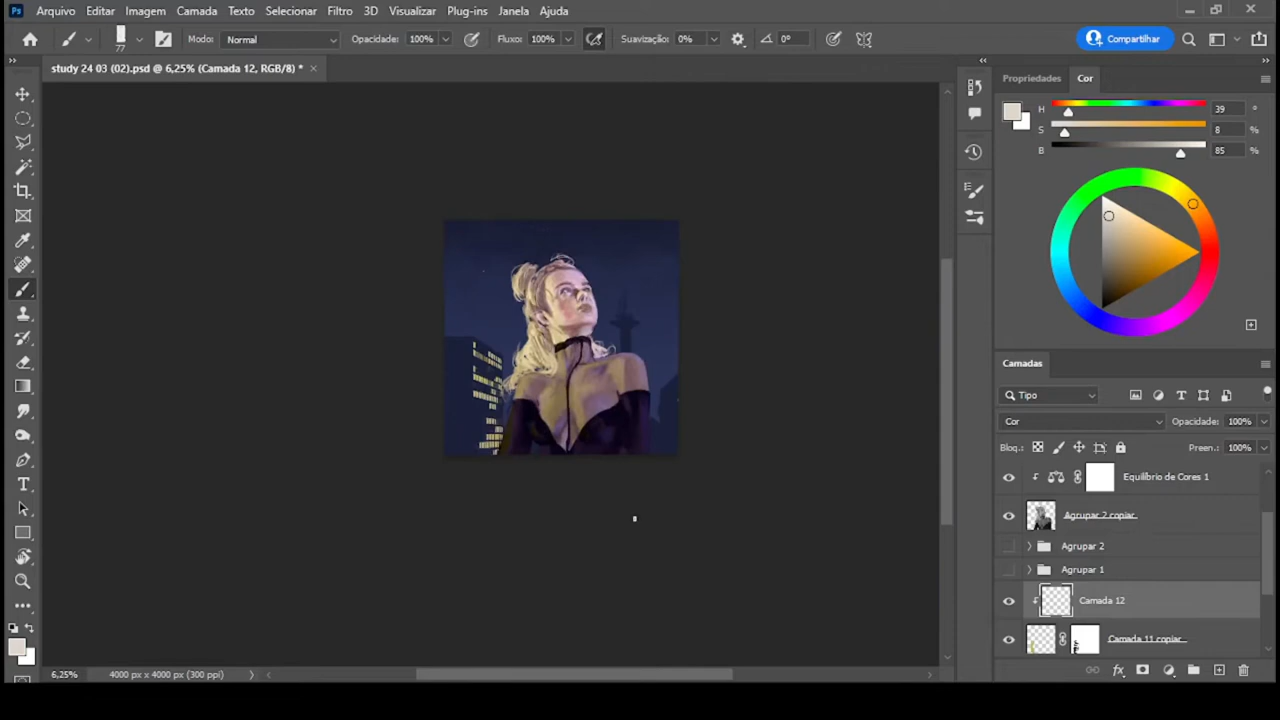 Ps Arquivo Editar Imagem Camada Texto Selecionar Filtro 3D Visualizar Plug-ins Janela Ajuda
77 Modo: Normal Opacidade: 100% Fluxo: 100% Suavização: 0% 0° Compartilhar
study 24 03 (02).psd @ 6,25% (Camada 12, RGB/8) *
Propriedades Cor
H 39 °
S 8 %
B 85 %
Camadas
Tipo
Cor Opacidade: 100%
Bloq.: Preen.: 100%
Equilíbrio de Cores 1
Agrupar 2 copiar
Agrupar 2
Agrupar 1
Camada 12
Camada 11 copiar
6,25% 4000 px x 4000 px (300 ppi)